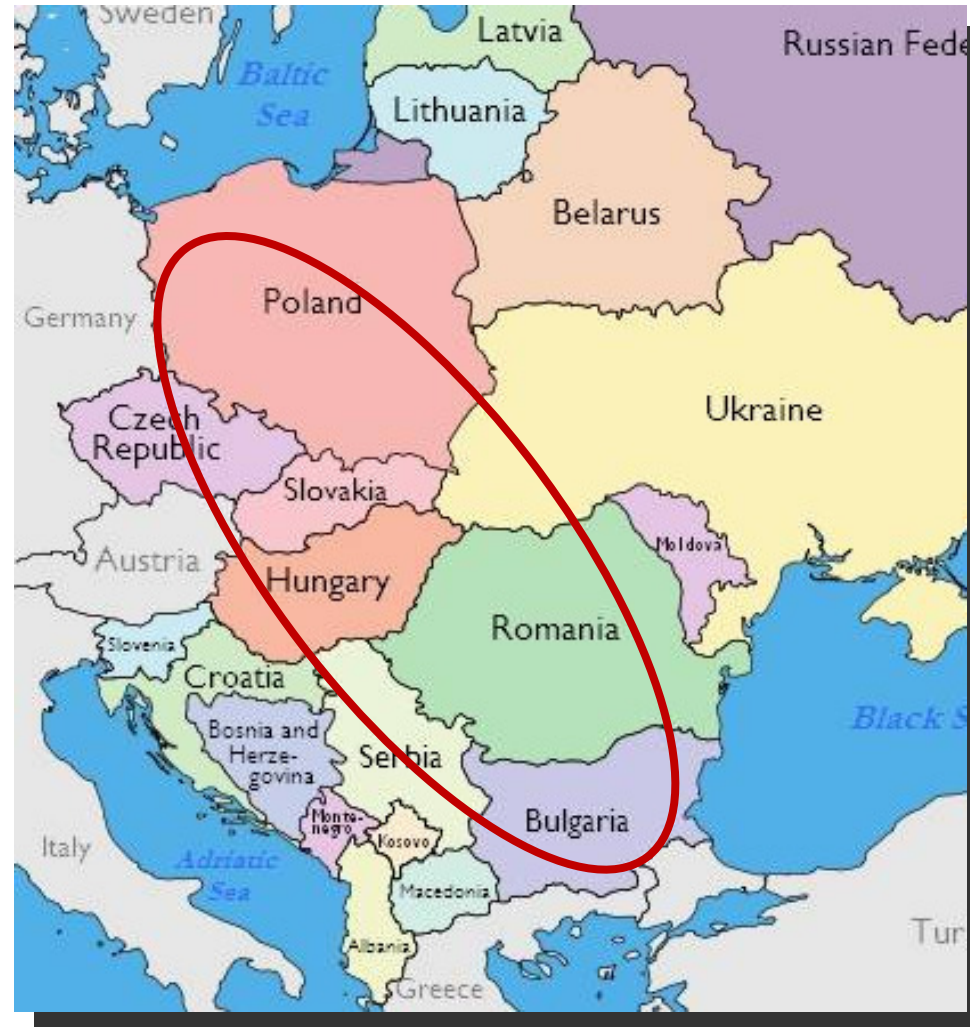 Sweden
Latvia
Russian Fede
Baltic
Sea
Lithuania
Belarus
Poland
Germany
Ukraine
Czech
Republic
Slovakia
Moldova
Austria
Hungary
Romania
Slovenia
Croatia
Black S
Bosnia and
Herze-
govina
Serbia
Monte-
negro
Bulgaria
Kosovo
Italy
Adriatic
Sea
Macedonia
Tur
Albania
Greece